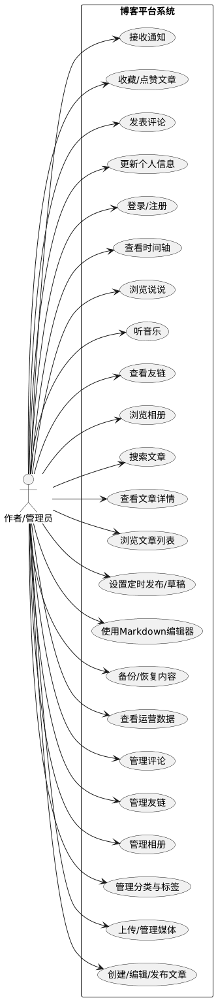 博客平台系统
接收通知
收藏/点赞文章
发表评论
更新个人信息
登录/注册
查看时间轴
浏览说说
听音乐
查看友链
浏览相册
搜索文章
作者/管理员
查看文章详情
浏览文章列表
设置定时发布/草稿
使用Markdown编辑器
备份/恢复内容
查看运营数据
管理评论
管理友链
管理相册
管理分类与标签
上传/管理媒体
创建/编辑/发布文章